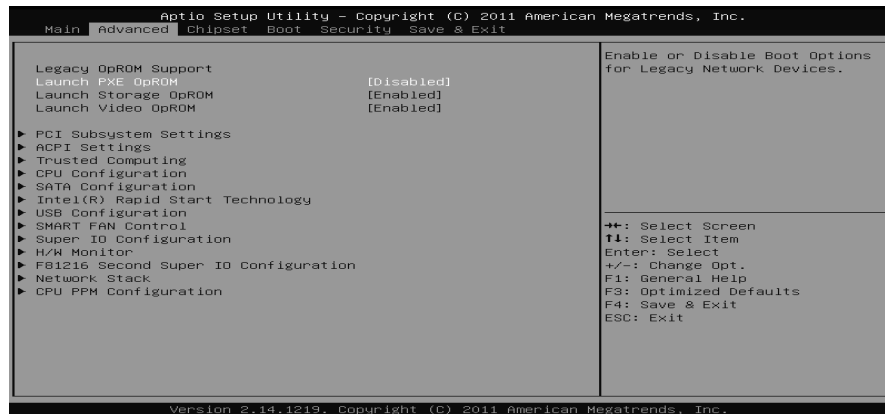 Aptio Setup Utility – Copyright (C) 2011 American Megatrends, Inc.
Main Advanced Chipset Boot Security Save & Exit
Legacy OpROM Support
Launch PXE OpROM [Disabled]
Launch Storage OpROM [Enabled]
Launch Video OpROM [Enabled]
► PCI Subsystem Settings
► ACPI Settings
► Trusted Computing
► CPU Configuration
► SATA Configuration
► Intel(R) Rapid Start Technology
► USB Configuration
► SMART FAN Control
► Super IO Configuration
► H/W Monitor
► F81216 Second Super IO Configuration
► Network Stack
► CPU PPM Configuration
Enable or Disable Boot Options
for Legacy Network Devices.
→←: Select Screen
↑↓: Select Item
Enter: Select
+/-: Change Opt.
F1: General Help
F3: Optimized Defaults
F4: Save & Exit
ESC: Exit
Version 2.14.1219. Copyright (C) 2011 American Megatrends, Inc.